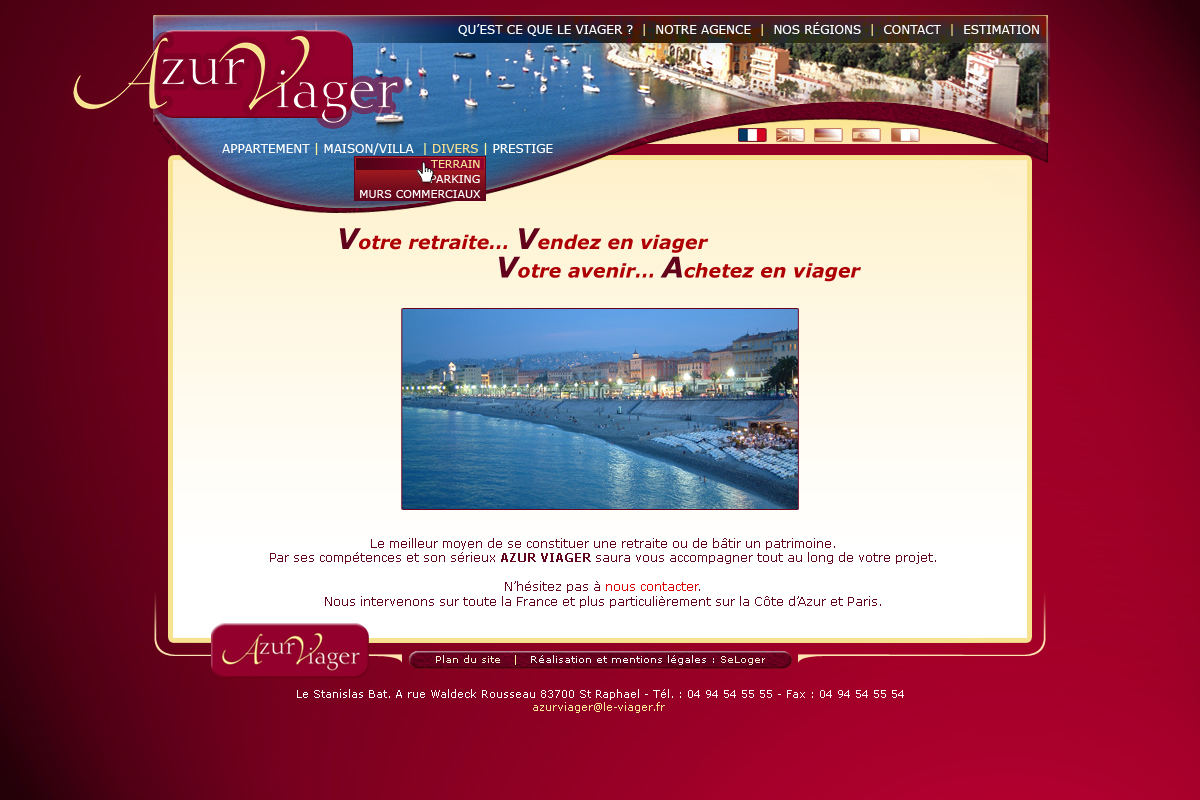 QU'EST CE QUE LE VIAGER ? | NOTRE AGENCE | NOS RÉGIONS | CONTACT | ESTIMATION
Azur Viager
APPARTEMENT | MAISON/VILLA | DIVERS | PRESTIGE
TERRAIN
PARKING
MURS COMMERCIAUX
Votre retraite... Vendez en viager
Votre avenir... Achetez en viager
Le meilleur moyen de se constituer une retraite ou de bâtir un patrimoine.
Par ses compétences et son sérieux AZUR VIAGER saura vous accompagner tout au long de votre projet.
N'hésitez pas à nous contacter.
Nous intervenons sur toute la France et plus particulièrement sur la Côte d'Azur et Paris.
Azur Viager
Plan du site | Réalisation et mentions légales : SeLoger
Le Stanislas Bat. A rue Waldeck Rousseau 83700 St Raphael - Tél. : 04 94 54 55 55 - Fax : 04 94 54 55 54
azurviager@le-viager.fr